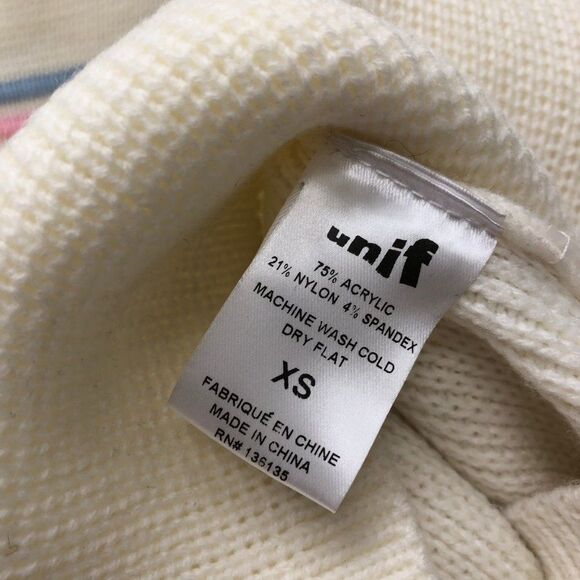 unif
75% ACRYLIC
21% NYLON 4% SPANDEX
MACHINE WASH COLD
DRY FLAT
XS
FABRIQUÉ EN CHINE
MADE IN CHINA
RN# 136135